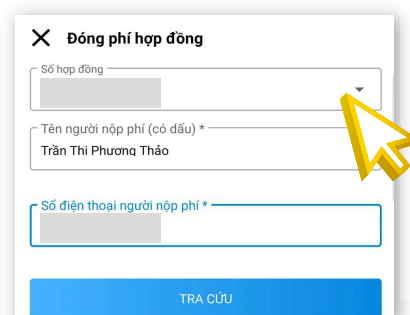 Đóng phí hợp đồng
Số hợp đồng
Tên người nộp phí (có dấu) *
Trần Thi Phương Thảo
Số điện thoại người nộp phí *
TRA CỨU